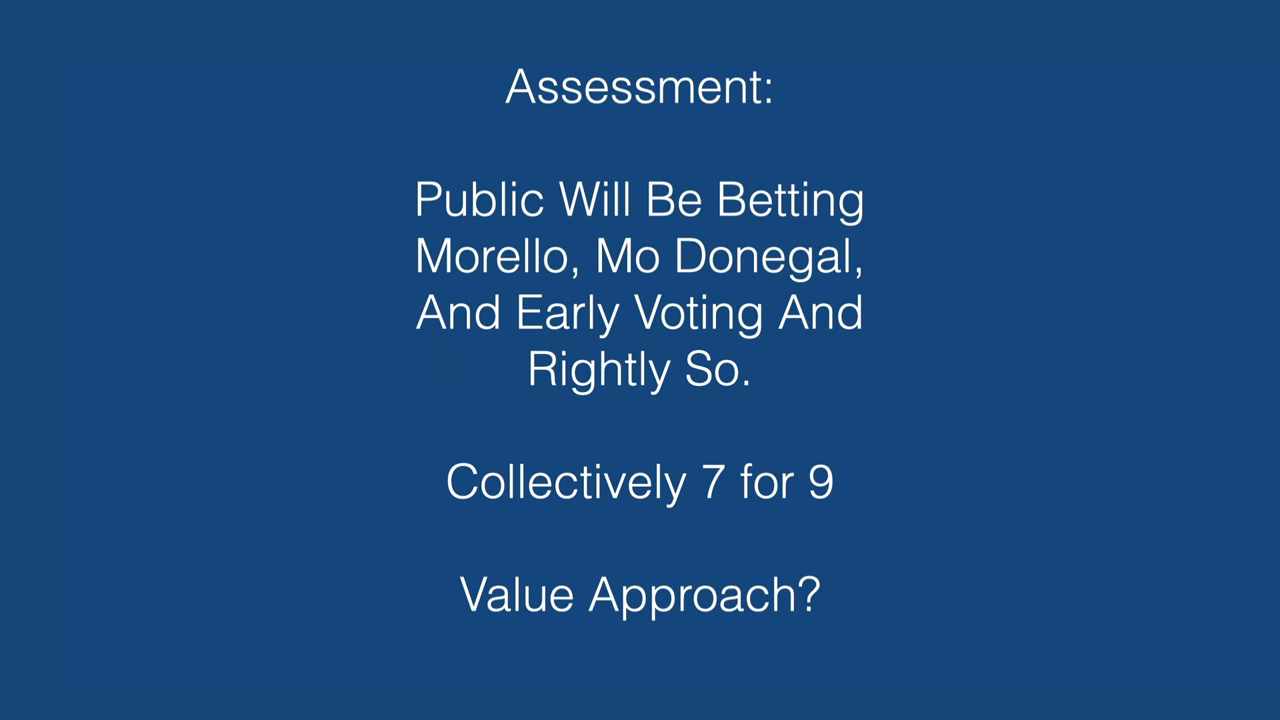 Assessment:
Public Will Be Betting
Morello, Mo Donegal,
And Early Voting And
Rightly So.
Collectively 7 for 9
Value Approach?